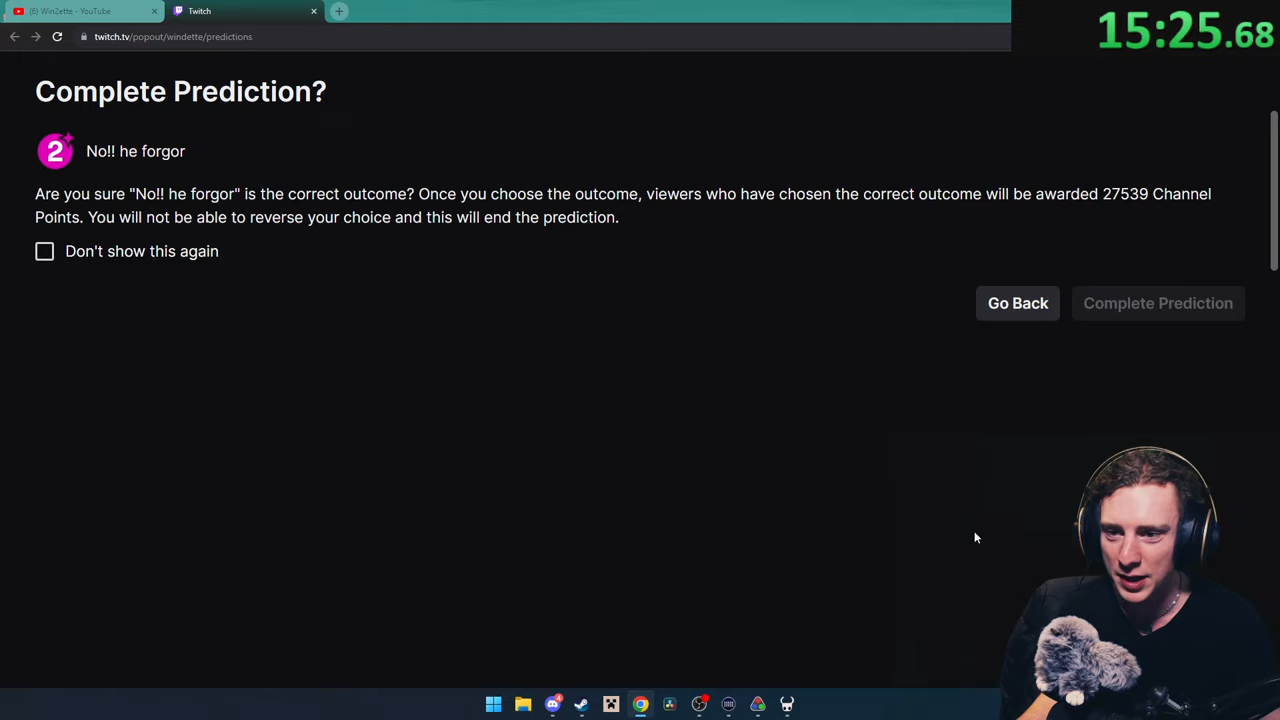 (6) WinZette - YouTube
Twitch
15:25.68
twitch.tv/popout/windette/predictions
Complete Prediction?
2 No!! he forgor
Are you sure "No!! he forgor" is the correct outcome? Once you choose the outcome, viewers who have chosen the correct outcome will be awarded 27539 Channel
Points. You will not be able to reverse your choice and this will end the prediction.
Don't show this again
Go Back
Complete Prediction
4